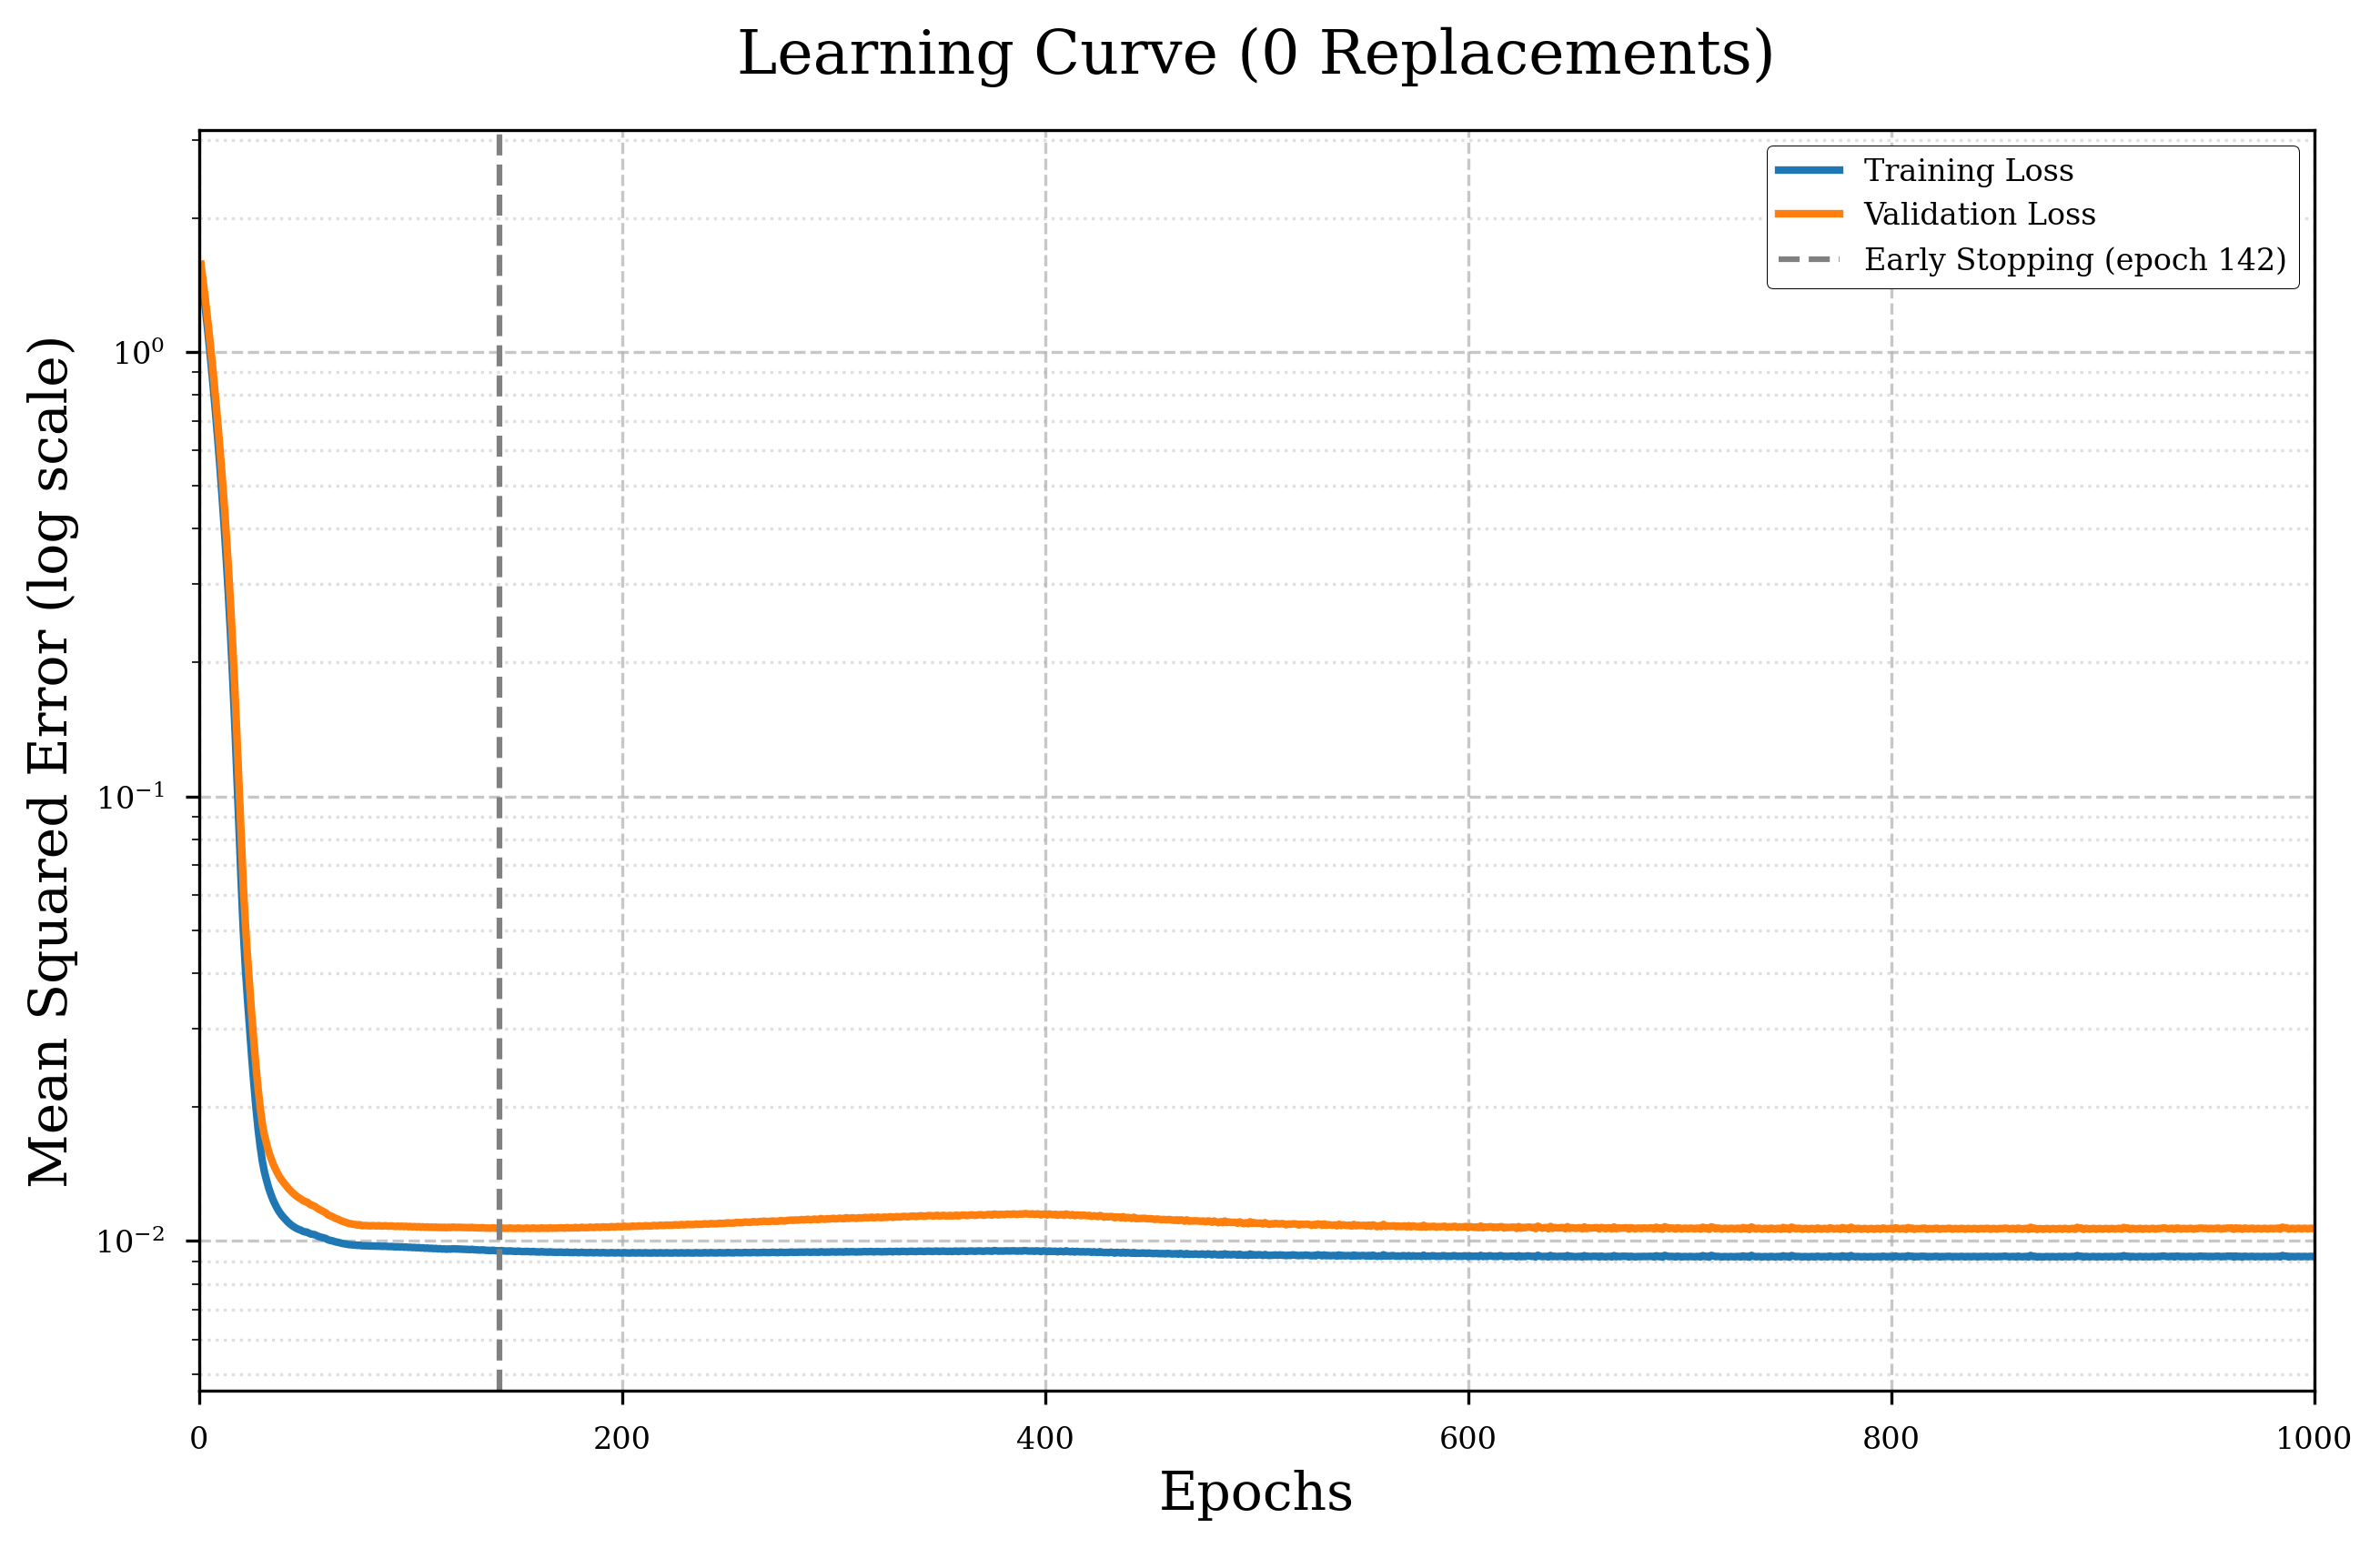 Learning Curve (0 Replacements)
Training Loss
Validation Loss
Early Stopping (epoch 142)
Mean Squared Error (log scale)
10⁰
10⁻¹
10⁻²
0 200 400 600 800 1000
Epochs